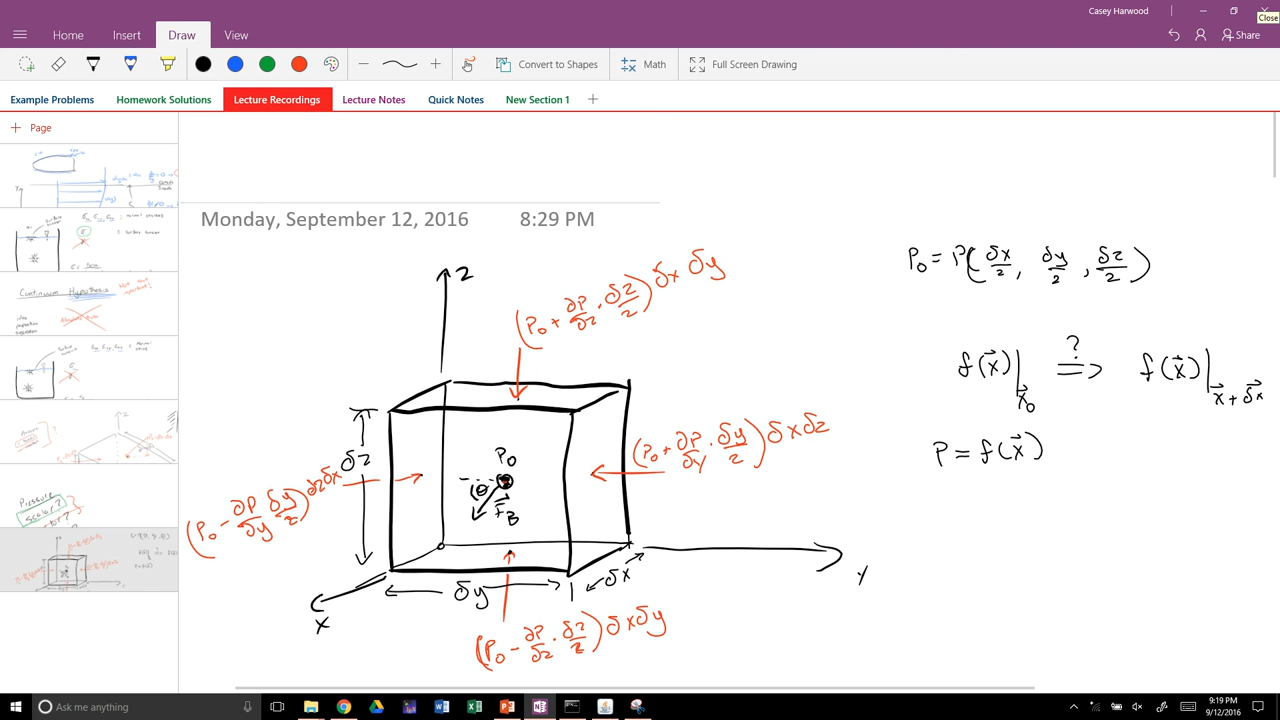 Casey Harwood
Close
Home Insert Draw View
Share
Convert to Shapes Math Full Screen Drawing
Example Problems Homework Solutions Lecture Recordings Lecture Notes Quick Notes New Section 1
Page
Continuum Hypothesis
Monday, September 12, 2016 8:29 PM
z
(P₀ + ∂P/∂z · δz/2) δx δy
P₀ = P(δx/2, δy/2, δz/2)
f(x⃗)|x⃗₀ ?⟹ f(x⃗)|x⃗ + δx⃗
P = f(x⃗)
(P₀ + ∂P/∂y · δy/2) δx δz
δz
P₀
θ
F⃗B
(P₀ − ∂P/∂y δy/2) δz δx
δy
δx
y
x
(P₀ − ∂P/∂z · δz/2) δx δy
Ask me anything
9:19 PM
9/12/2016